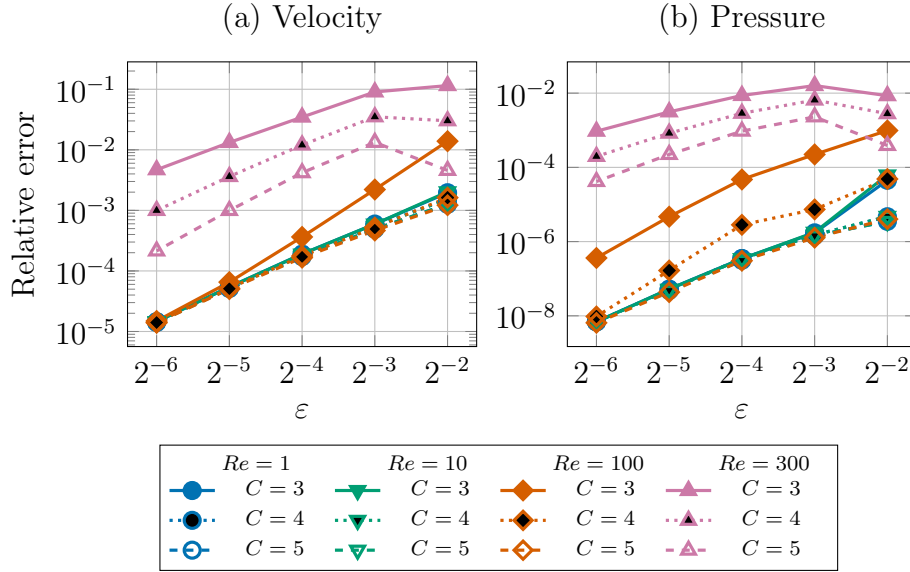 (a) Velocity
(b) Pressure
Relative error
10^{-1}
10^{-2}
10^{-3}
10^{-4}
10^{-5}
2^{-6} 2^{-5} 2^{-4} 2^{-3} 2^{-2}
ε
10^{-2}
10^{-4}
10^{-6}
10^{-8}
2^{-6} 2^{-5} 2^{-4} 2^{-3} 2^{-2}
ε
Re = 1 Re = 10 Re = 100 Re = 300
C = 3 C = 3 C = 3 C = 3
C = 4 C = 4 C = 4 C = 4
C = 5 C = 5 C = 5 C = 5